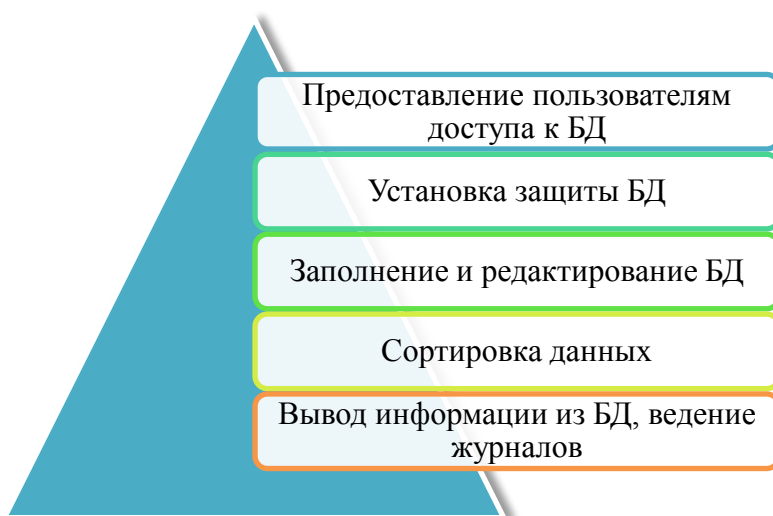 Предоставление пользователям
доступа к БД
Установка защиты БД
Заполнение и редактирование БД
Сортировка данных
Вывод информации из БД, ведение
журналов